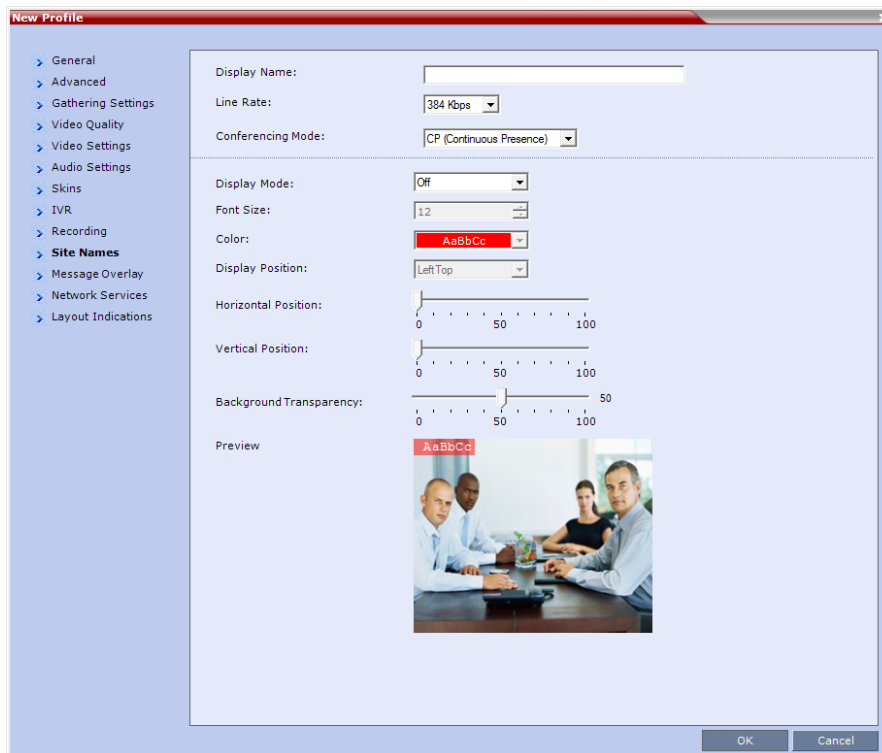 New Profile
General
Advanced
Gathering Settings
Video Quality
Video Settings
Audio Settings
Skins
IVR
Recording
Site Names
Message Overlay
Network Services
Layout Indications
Display Name:
Line Rate: 384 Kbps
Conferencing Mode: CP (Continuous Presence)
Display Mode: Off
Font Size: 12
Color: AaBbCc
Display Position: LeftTop
Horizontal Position:
0 50 100
Vertical Position:
0 50 100
Background Transparency: 50
0 50 100
Preview
AaBbCc
OK Cancel